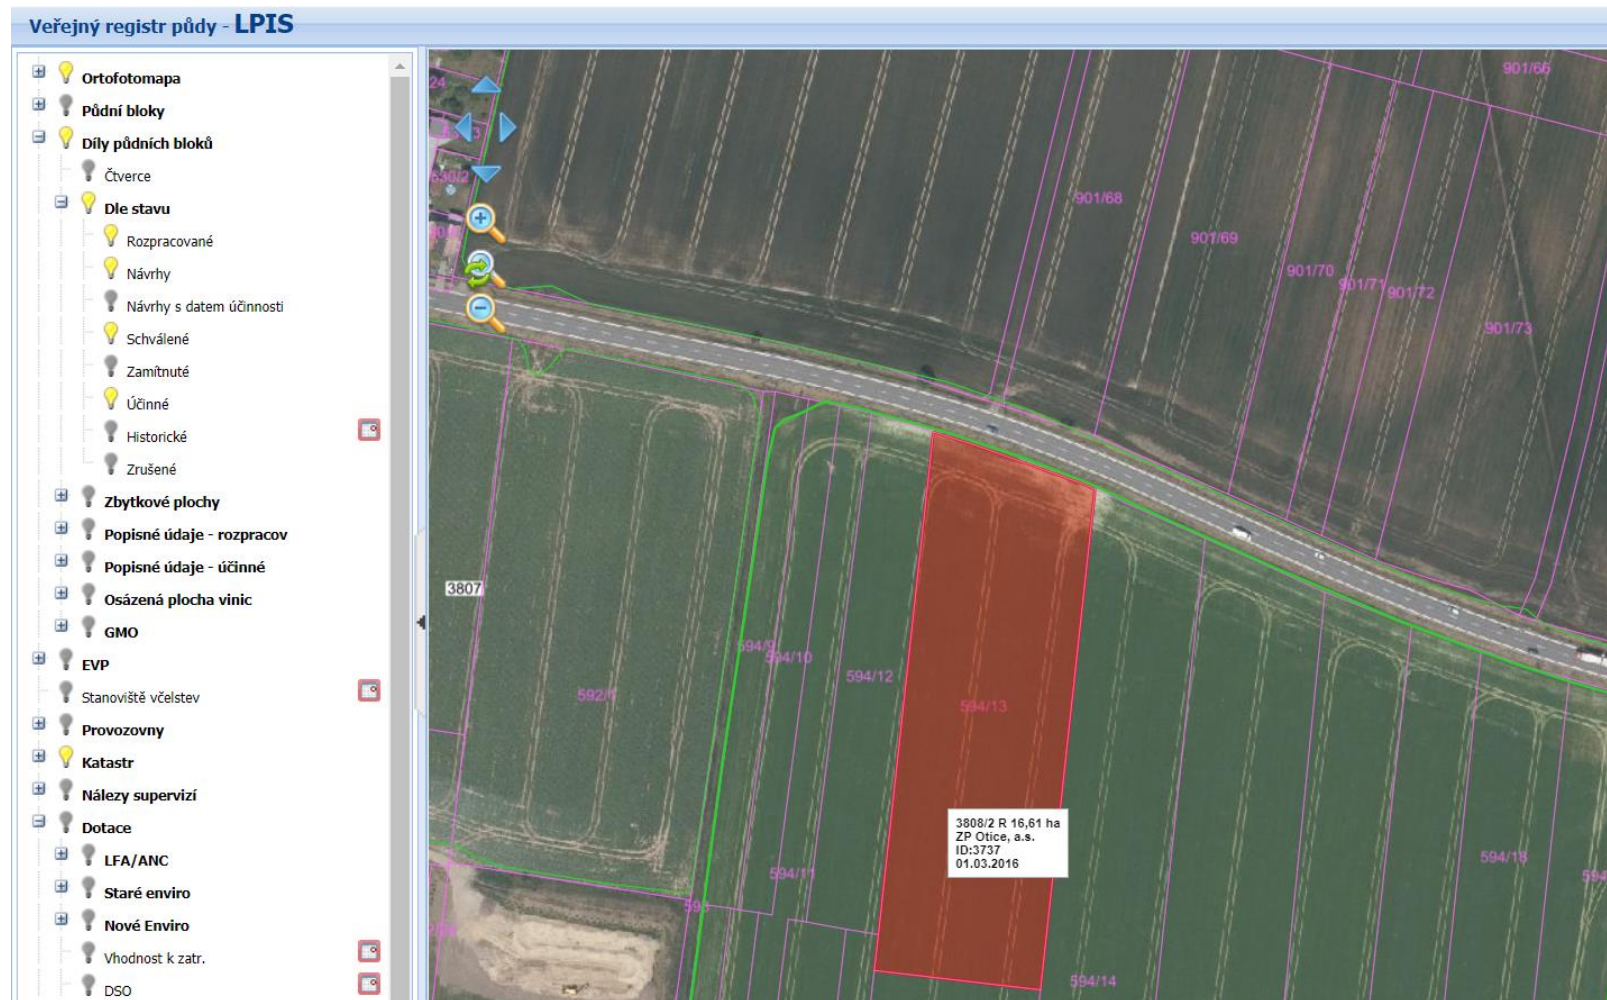 Veřejný registr půdy - LPIS
Ortofotomapa
Půdní bloky
Díly půdních bloků
Čtverce
Dle stavu
Rozpracované
Návrhy
Návrhy s datem účinnosti
Schválené
Zamítnuté
Účinné
Historické
Zrušené
Zbytkové plochy
Popisné údaje - rozpracov
Popisné údaje - účinné
Osázená plocha vinic
GMO
EVP
Stanoviště včelstev
Provozovny
Katastr
Nálezy supervizí
Dotace
LFA/ANC
Staré enviro
Nové Enviro
Vhodnost k zatr.
DSO
24
901/66
901/68
901/69
901/70
901/71
901/72
901/73
3807
594/9
594/10
594/12
594/13
3808/2 R 16,61 ha
ZP Otice, a.s.
ID:3737
01.03.2016
594/11
594/14